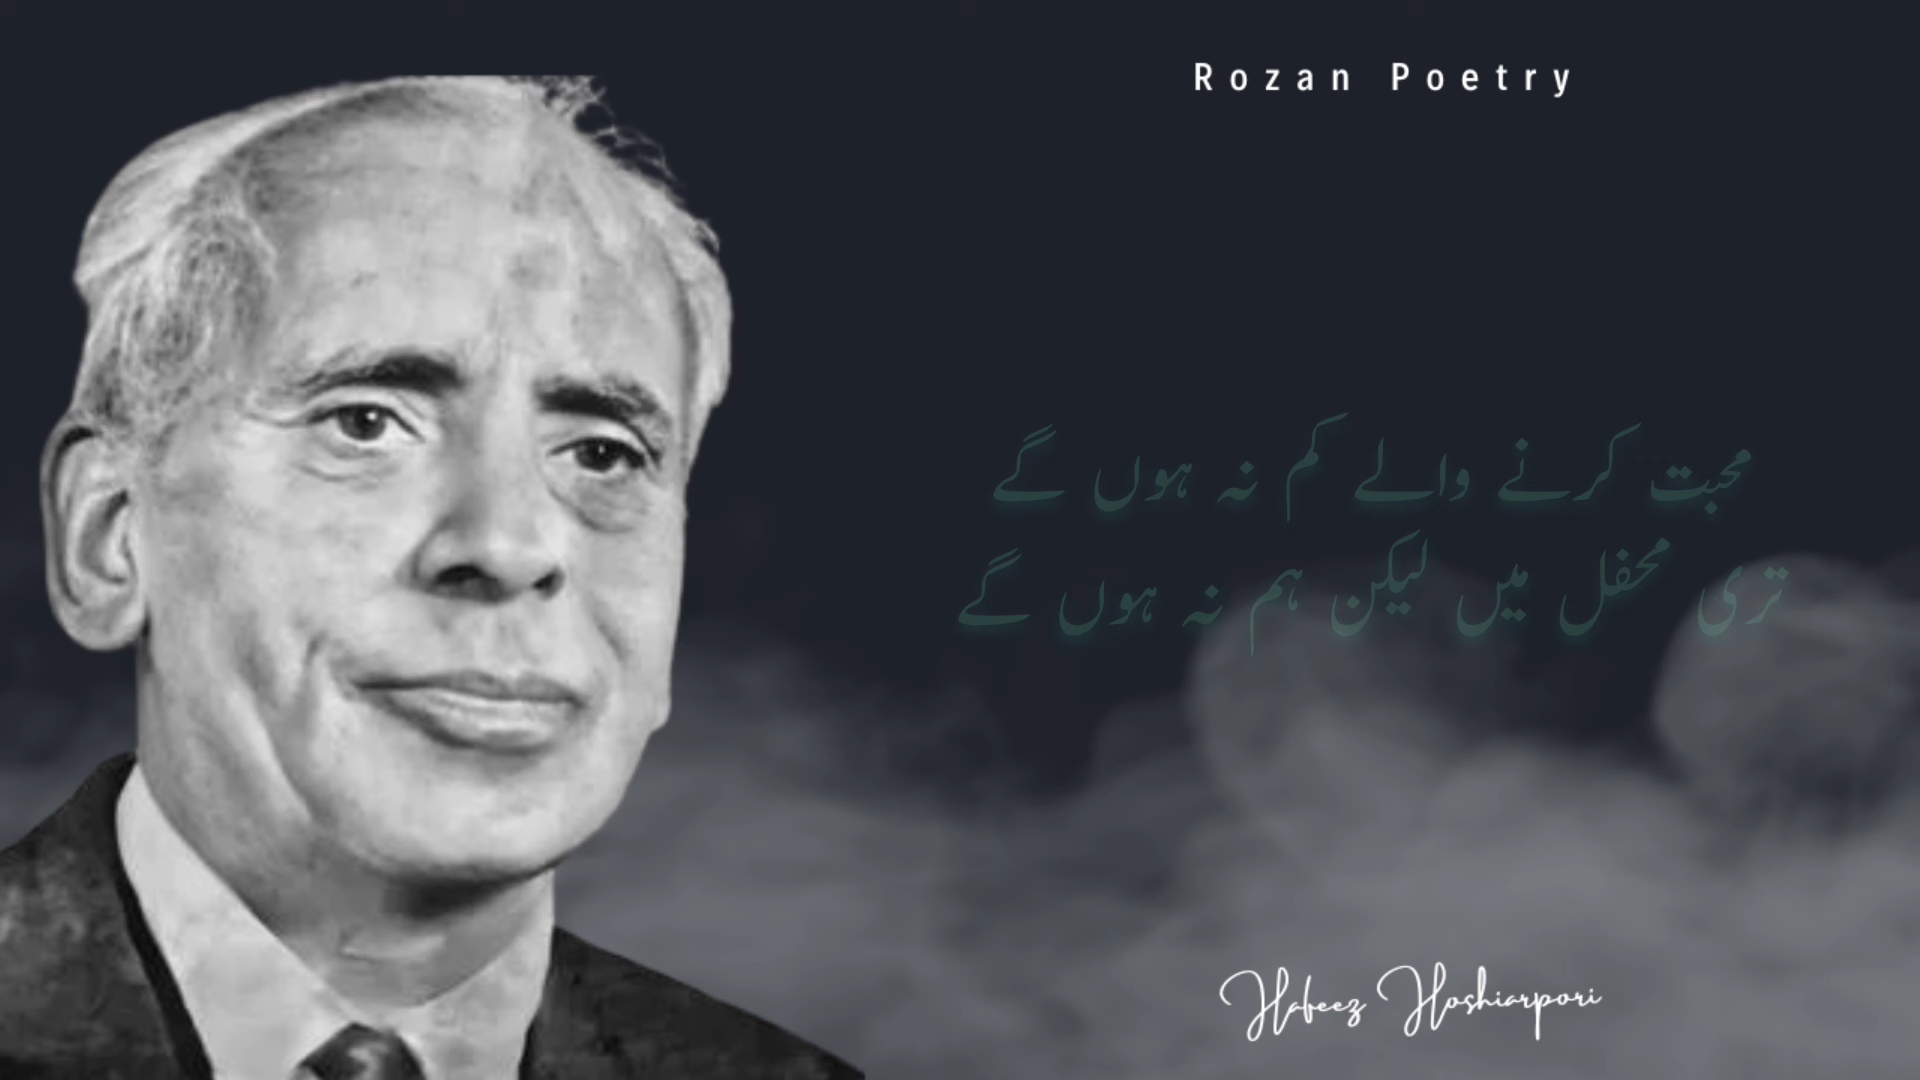 Rozan Poetry
محبت کرنے والے کم نہ ہوں گے
تری محفل میں لیکن ہم نہ ہوں گے
Hafeez Hoshiarpori